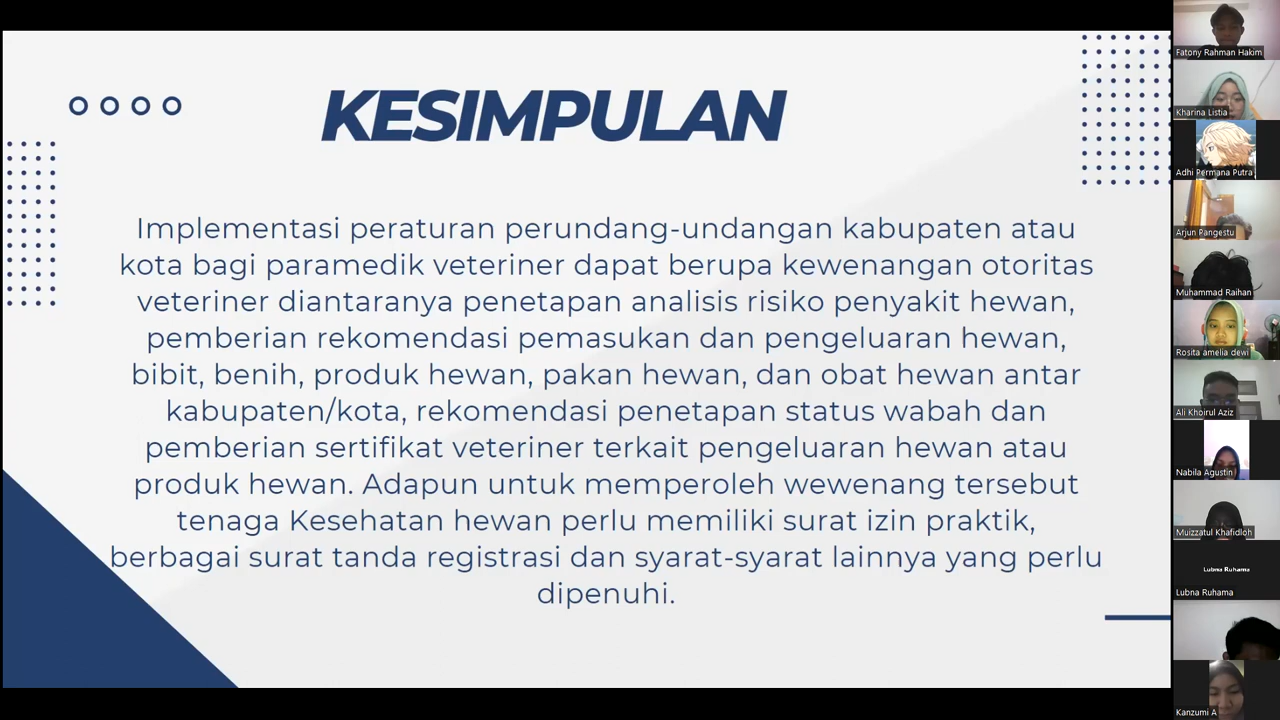 KESIMPULAN
Implementasi peraturan perundang-undangan kabupaten atau
kota bagi paramedik veteriner dapat berupa kewenangan otoritas
veteriner diantaranya penetapan analisis risiko penyakit hewan,
pemberian rekomendasi pemasukan dan pengeluaran hewan,
bibit, benih, produk hewan, pakan hewan, dan obat hewan antar
kabupaten/kota, rekomendasi penetapan status wabah dan
pemberian sertifikat veteriner terkait pengeluaran hewan atau
produk hewan. Adapun untuk memperoleh wewenang tersebut
tenaga Kesehatan hewan perlu memiliki surat izin praktik,
berbagai surat tanda registrasi dan syarat-syarat lainnya yang perlu
dipenuhi.
Fatony Rahman Hakim
Kharina Listia
Adhi Permana Putra
Arjun Pangestu
Muhammad Raihan
Rosita amelia dewi
Ali Khoirul Aziz
Nabila Agustin
Muizzatul Khafidloh
Lubna Ruhama
Lubna Ruhama
Kanzumi A